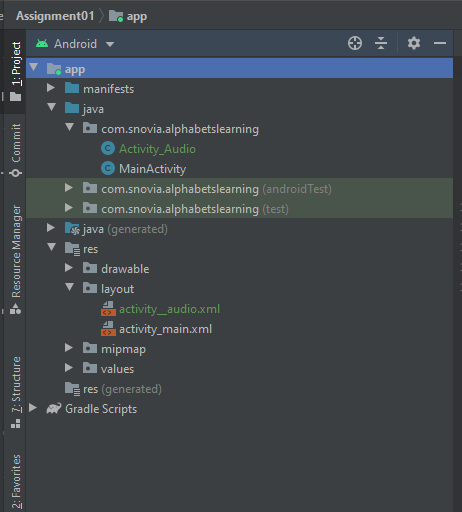 Assignment01 app
Android
app
manifests
java
com.snovia.alphabetslearning
Activity_Audio
MainActivity
com.snovia.alphabetslearning (androidTest)
com.snovia.alphabetslearning (test)
java (generated)
res
drawable
layout
activity__audio.xml
activity_main.xml
mipmap
values
res (generated)
Gradle Scripts
1: Project
Commit
Resource Manager
7: Structure
2: Favorites